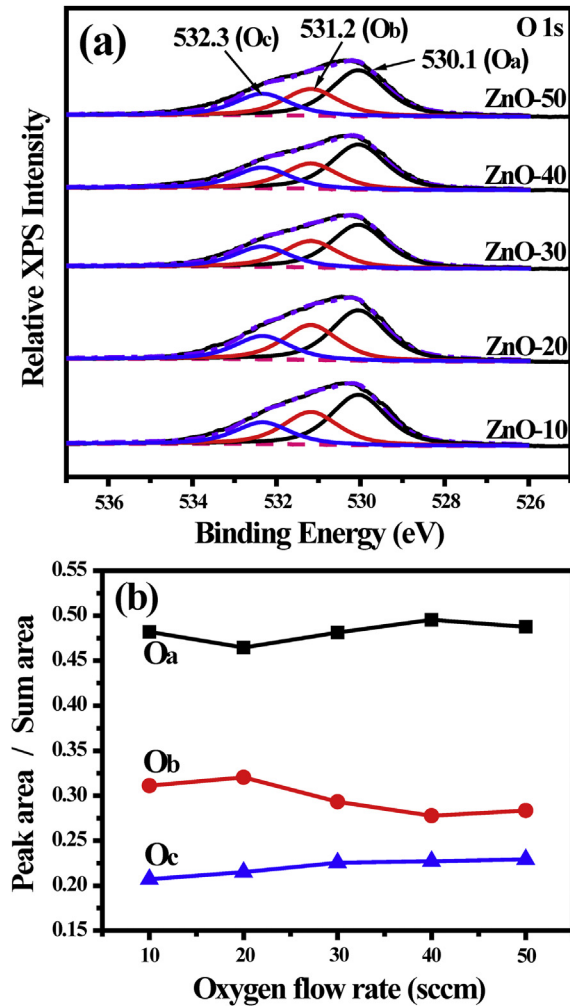 (a)
O 1s
532.3 (Oc)
531.2 (Ob)
530.1 (Oa)
ZnO-50
ZnO-40
ZnO-30
ZnO-20
ZnO-10
Relative XPS Intensity
536 534 532 530 528 526
Binding Energy (eV)
(b)
0.55
0.50
0.45
0.40
0.35
0.30
0.25
0.20
0.15
Oa
Ob
Oc
Peak area / Sum area
10 20 30 40 50
Oxygen flow rate (sccm)